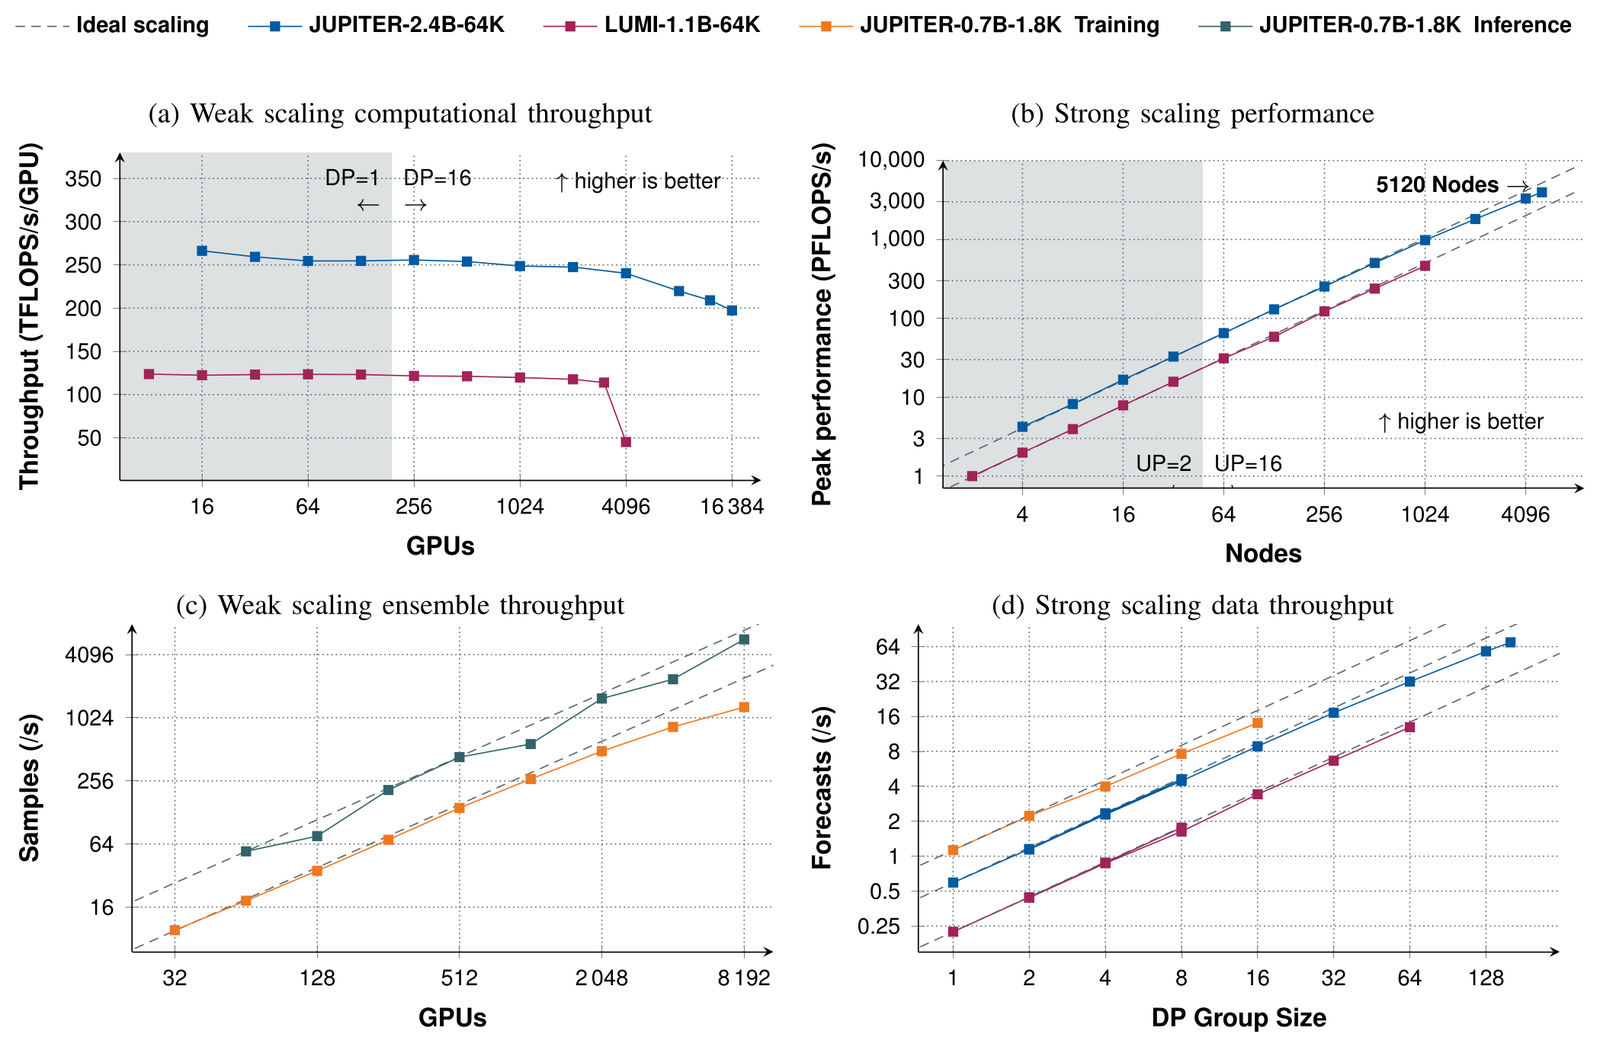 Ideal scaling JUPITER-2.4B-64K LUMI-1.1B-64K JUPITER-0.7B-1.8K Training JUPITER-0.7B-1.8K Inference
(a) Weak scaling computational throughput
Throughput (TFLOPS/s/GPU)
350
300
250
200
150
100
50
DP=1 DP=16
← →
↑ higher is better
16 64 256 1024 4096 16 384
GPUs
(b) Strong scaling performance
Peak performance (PFLOPS/s)
10,000
3,000
1,000
300
100
30
10
3
1
5120 Nodes →
↑ higher is better
UP=2 UP=16
4 16 64 256 1024 4096
Nodes
(c) Weak scaling ensemble throughput
Samples (/s)
4096
1024
256
64
16
32 128 512 2 048 8 192
GPUs
(d) Strong scaling data throughput
Forecasts (/s)
64
32
16
8
4
2
1
0.5
0.25
1 2 4 8 16 32 64 128
DP Group Size